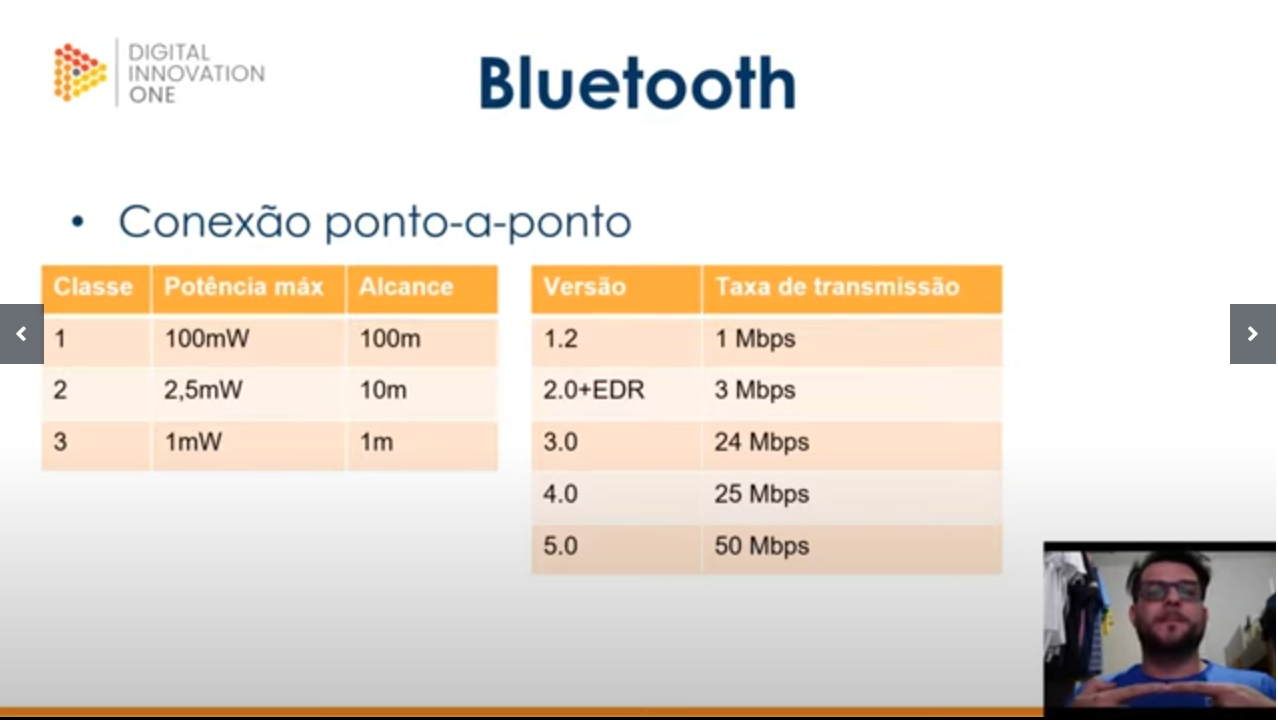 DIGITAL
INNOVATION
ONE
Bluetooth
• Conexão ponto-a-ponto
Classe Potência máx Alcance
1 100mW 100m
2 2,5mW 10m
3 1mW 1m
Versão Taxa de transmissão
1.2 1 Mbps
2.0+EDR 3 Mbps
3.0 24 Mbps
4.0 25 Mbps
5.0 50 Mbps